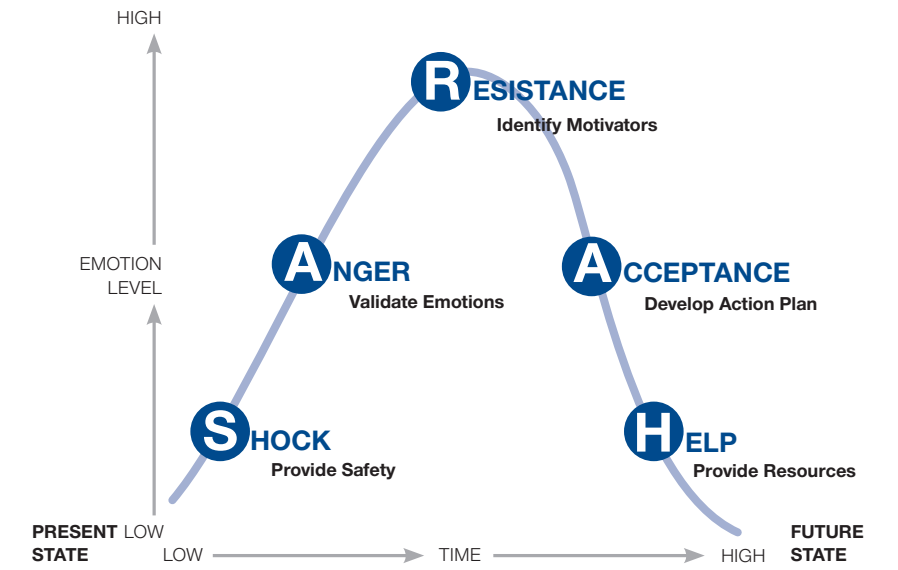 HIGH
RESISTANCE
Identify Motivators
EMOTION
LEVEL
ANGER
Validate Emotions
ACCEPTANCE
Develop Action Plan
SHOCK
Provide Safety
HELP
Provide Resources
PRESENT
STATE
LOW
LOW
TIME
HIGH
FUTURE
STATE